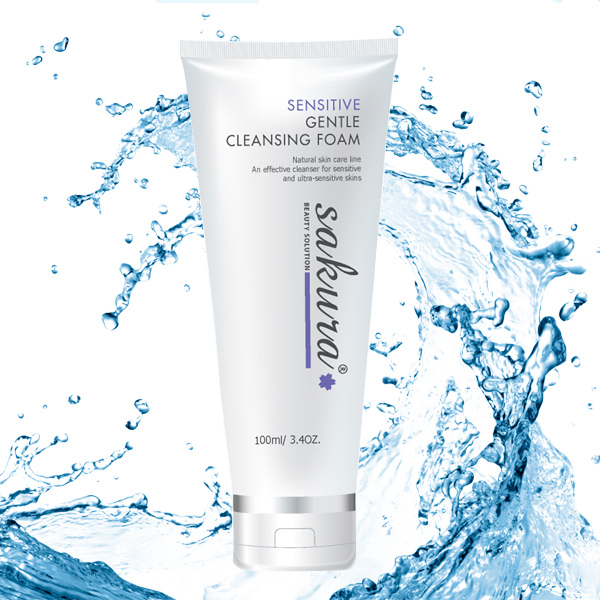 SENSITIVE
GENTLE
CLEANSING FOAM
Natural skin care line
An effective cleanser for sensitive
and ultra-sensitive skins
sakura®
BEAUTY SOLUTION
100ml/ 3.4OZ.